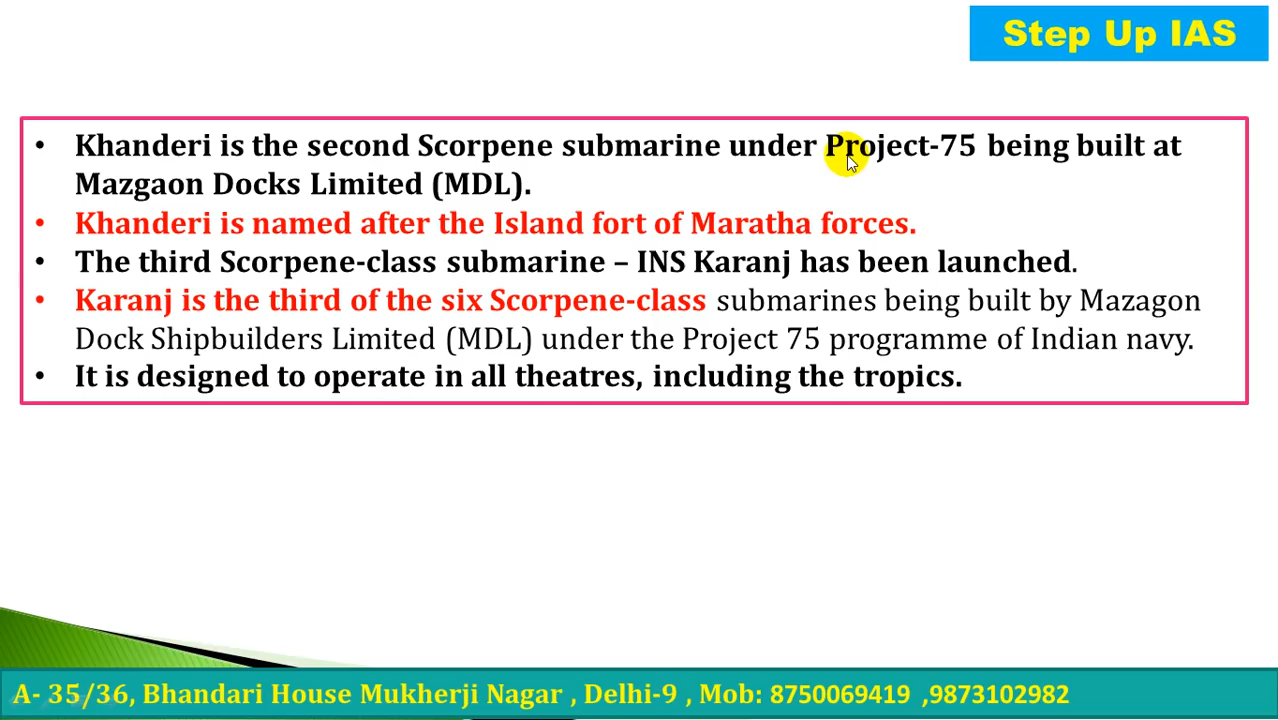 Step Up IAS
• Khanderi is the second Scorpene submarine under Project-75 being built at
Mazgaon Docks Limited (MDL).
• Khanderi is named after the Island fort of Maratha forces.
• The third Scorpene-class submarine – INS Karanj has been launched.
• Karanj is the third of the six Scorpene-class submarines being built by Mazagon
Dock Shipbuilders Limited (MDL) under the Project 75 programme of Indian navy.
• It is designed to operate in all theatres, including the tropics.
A- 35/36, Bhandari House Mukherji Nagar , Delhi-9 , Mob: 8750069419 ,9873102982